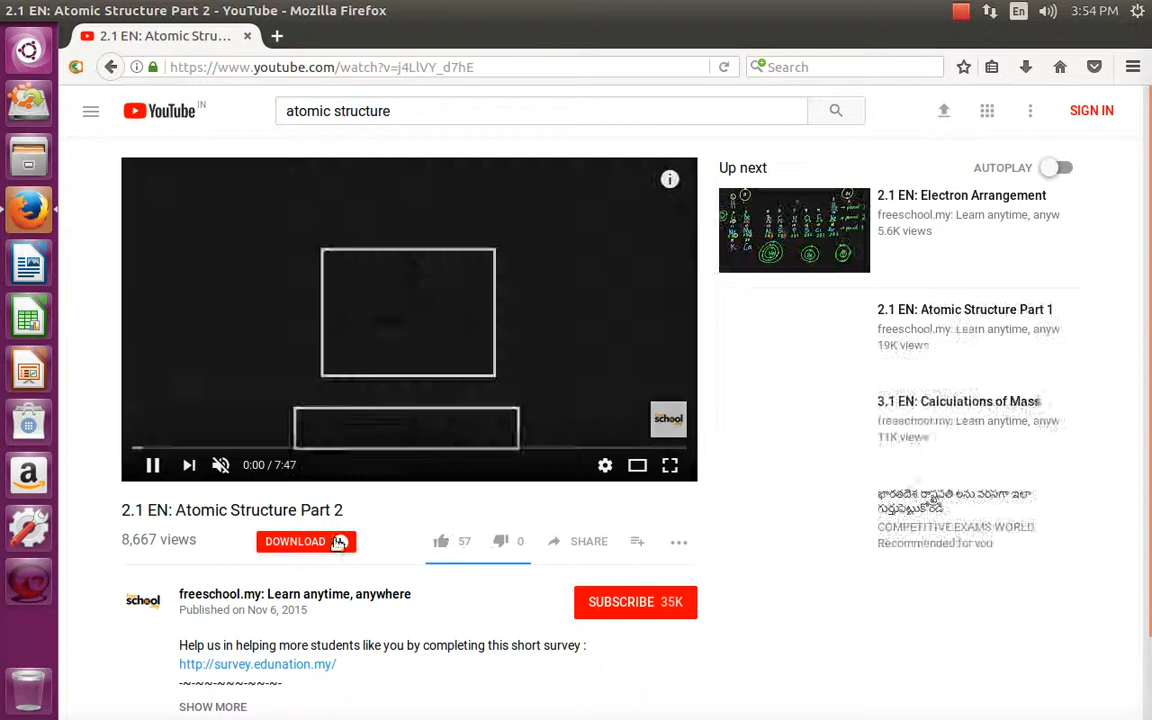 2.1 EN: Atomic Structure Part 2 - YouTube - Mozilla Firefox
En
3:54 PM
2.1 EN: Atomic Stru...
https://www.youtube.com/watch?v=j4LlVY_d7hE
Search
YouTube IN
atomic structure
SIGN IN
Up next
AUTOPLAY
2.1 EN: Electron Arrangement
freeschool.my: Learn anytime, anyw
5.6K views
2.1 EN: Atomic Structure Part 1
freeschool.my: Learn anytime, anyw
19K views
3.1 EN: Calculations of Mass
freeschool.my: Learn anytime, anyw
11K views
భారతదేశ రాష్ట్రపతి లను వరసగా ఇలా
గుర్తుపెట్టుకోండి
COMPETITIVE EXAMS WORLD
Recommended for you
school
0:00 / 7:47
2.1 EN: Atomic Structure Part 2
8,667 views
DOWNLOAD
57
0
SHARE
school
freeschool.my: Learn anytime, anywhere
Published on Nov 6, 2015
SUBSCRIBE 35K
Help us in helping more students like you by completing this short survey :
http://survey.edunation.my/
-~-~~-~~~-~~-~-
SHOW MORE